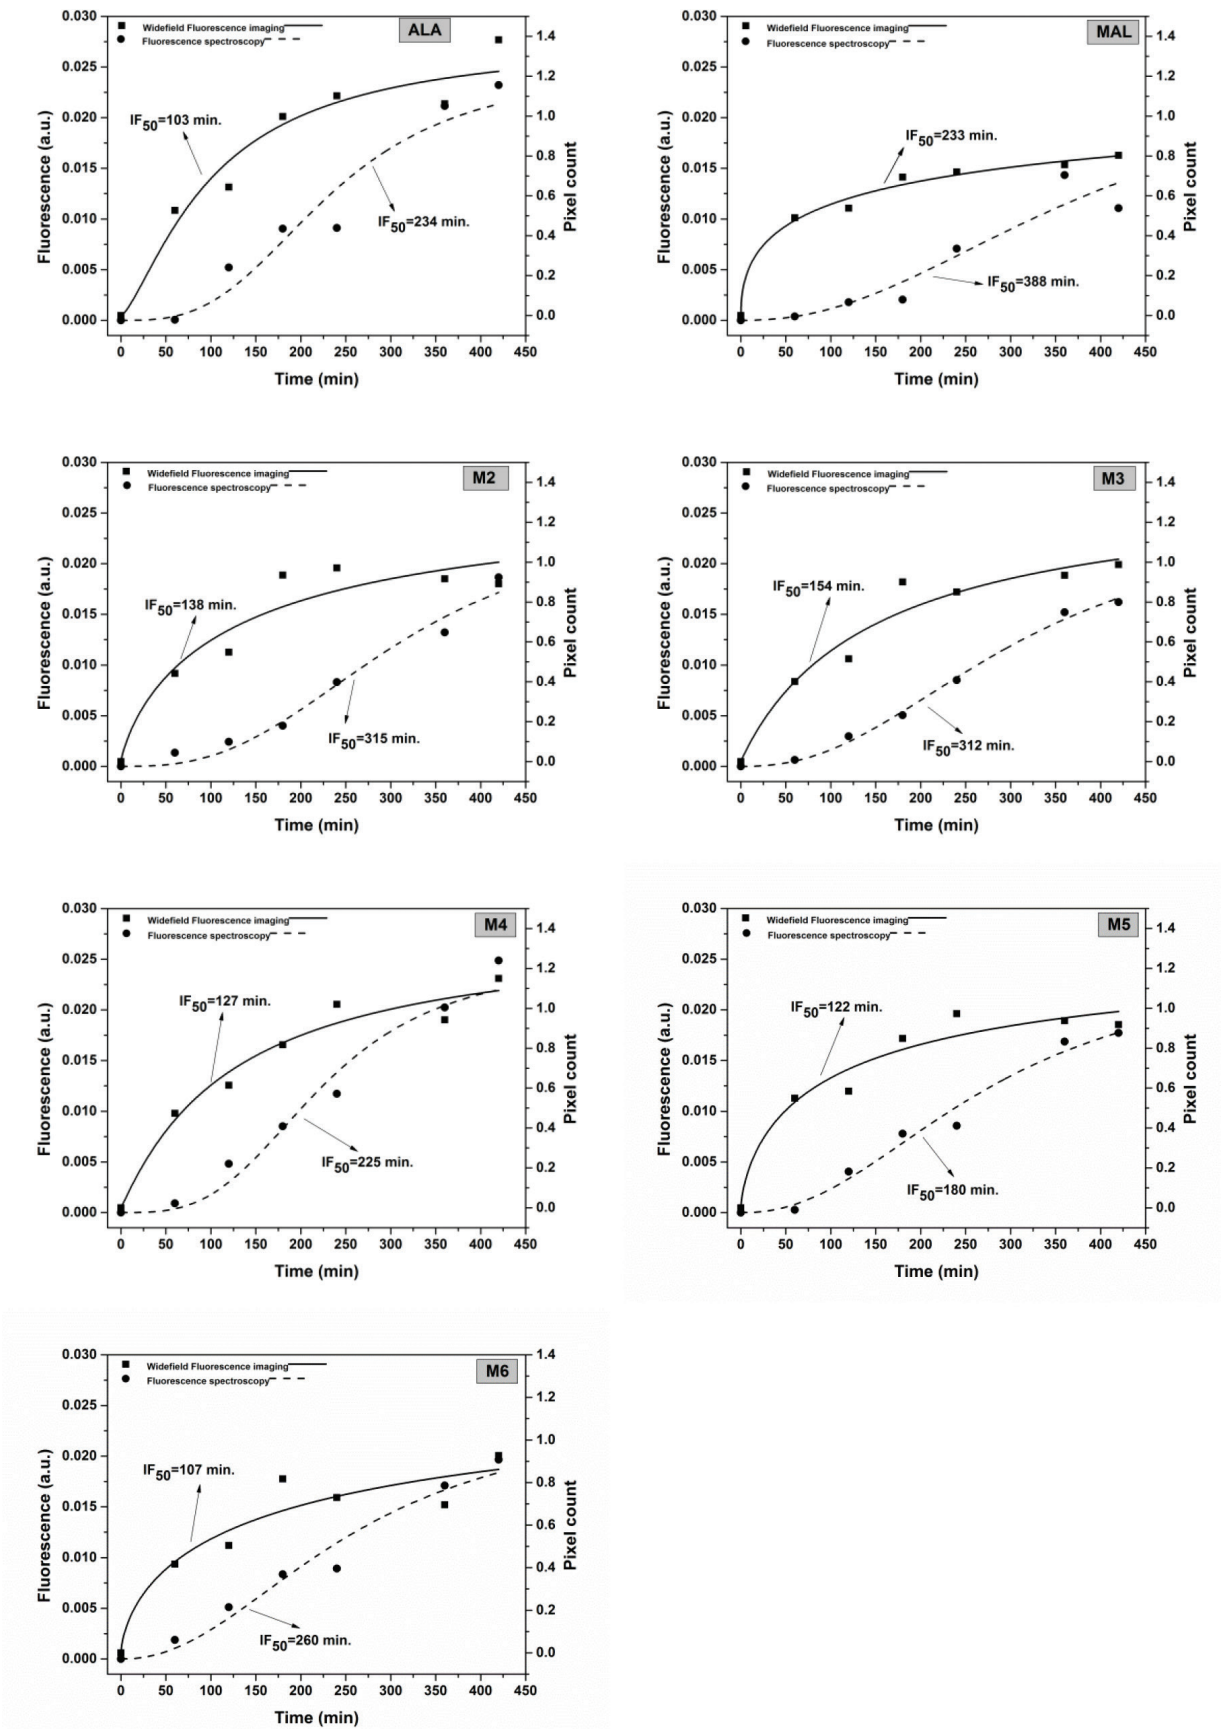 Widefield Fluorescence imaging
Fluorescence spectroscopy
ALA
IF50=103 min.
IF50=234 min.
0.030
0.025
0.020
0.015
0.010
0.005
0.000
1.4
1.2
1.0
0.8
0.6
0.4
0.2
0.0
0 50 100 150 200 250 300 350 400 450
Fluorescence (a.u.)
Pixel count
Time (min)
Widefield Fluorescence imaging
Fluorescence spectroscopy
MAL
IF50=233 min.
IF50=388 min.
0.030
0.025
0.020
0.015
0.010
0.005
0.000
1.4
1.2
1.0
0.8
0.6
0.4
0.2
0.0
0 50 100 150 200 250 300 350 400 450
Fluorescence (a.u.)
Pixel count
Time (min)
Widefield Fluorescence imaging
Fluorescence spectroscopy
M2
IF50=138 min.
IF50=315 min.
0.030
0.025
0.020
0.015
0.010
0.005
0.000
1.4
1.2
1.0
0.8
0.6
0.4
0.2
0.0
0 50 100 150 200 250 300 350 400 450
Fluorescence (a.u.)
Pixel count
Time (min)
Widefield Fluorescence imaging
Fluorescence spectroscopy
M3
IF50=154 min.
IF50=312 min.
0.030
0.025
0.020
0.015
0.010
0.005
0.000
1.4
1.2
1.0
0.8
0.6
0.4
0.2
0.0
0 50 100 150 200 250 300 350 400 450
Fluorescence (a.u.)
Pixel count
Time (min)
Widefield Fluorescence imaging
Fluorescence spectroscopy
M4
IF50=127 min.
IF50=225 min.
0.030
0.025
0.020
0.015
0.010
0.005
0.000
1.4
1.2
1.0
0.8
0.6
0.4
0.2
0.0
0 50 100 150 200 250 300 350 400 450
Fluorescence (a.u.)
Pixel count
Time (min)
Widefield Fluorescence imaging
Fluorescence spectroscopy
M5
IF50=122 min.
IF50=180 min.
0.030
0.025
0.020
0.015
0.010
0.005
0.000
1.4
1.2
1.0
0.8
0.6
0.4
0.2
0.0
0 50 100 150 200 250 300 350 400 450
Fluorescence (a.u.)
Pixel count
Time (min)
Widefield Fluorescence imaging
Fluorescence spectroscopy
M6
IF50=107 min.
IF50=260 min.
0.030
0.025
0.020
0.015
0.010
0.005
0.000
1.4
1.2
1.0
0.8
0.6
0.4
0.2
0.0
0 50 100 150 200 250 300 350 400 450
Fluorescence (a.u.)
Pixel count
Time (min)